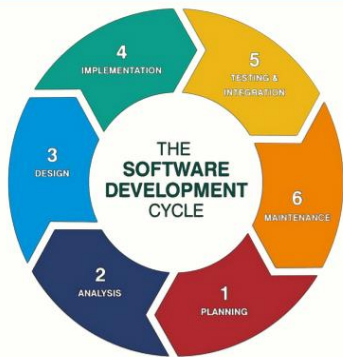 THE
SOFTWARE
DEVELOPMENT
CYCLE
1
PLANNING
2
ANALYSIS
3
DESIGN
4
IMPLEMENTATION
5
TESTING &
INTEGRATION
6
MAINTENANCE